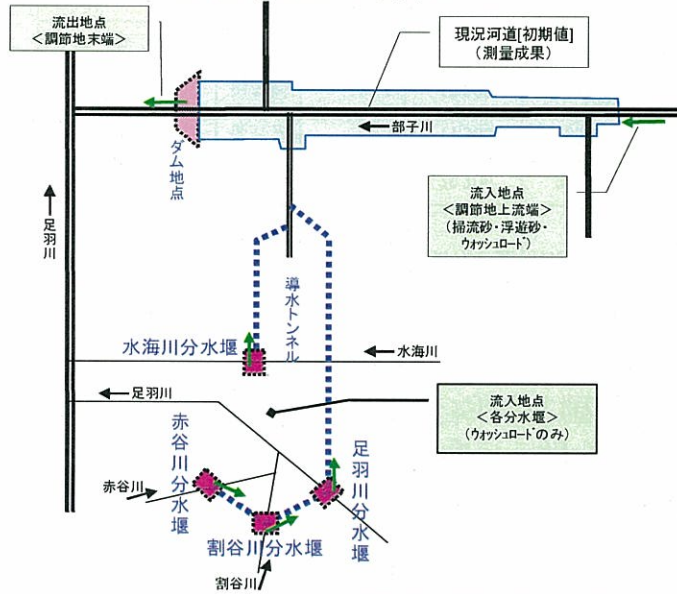 流出地点
<調節地末端>
現況河道[初期値]
(測量成果)
部子川
ダム地点
流入地点
<調節地上流端>
(掃流砂・浮遊砂・
ウォッシュロード)
足羽川
導水トンネル
水海川分水堰
水海川
足羽川
流入地点
<各分水堰>
(ウォッシュロードのみ)
赤谷川分水堰
足羽川分水堰
赤谷川
割谷川分水堰
割谷川